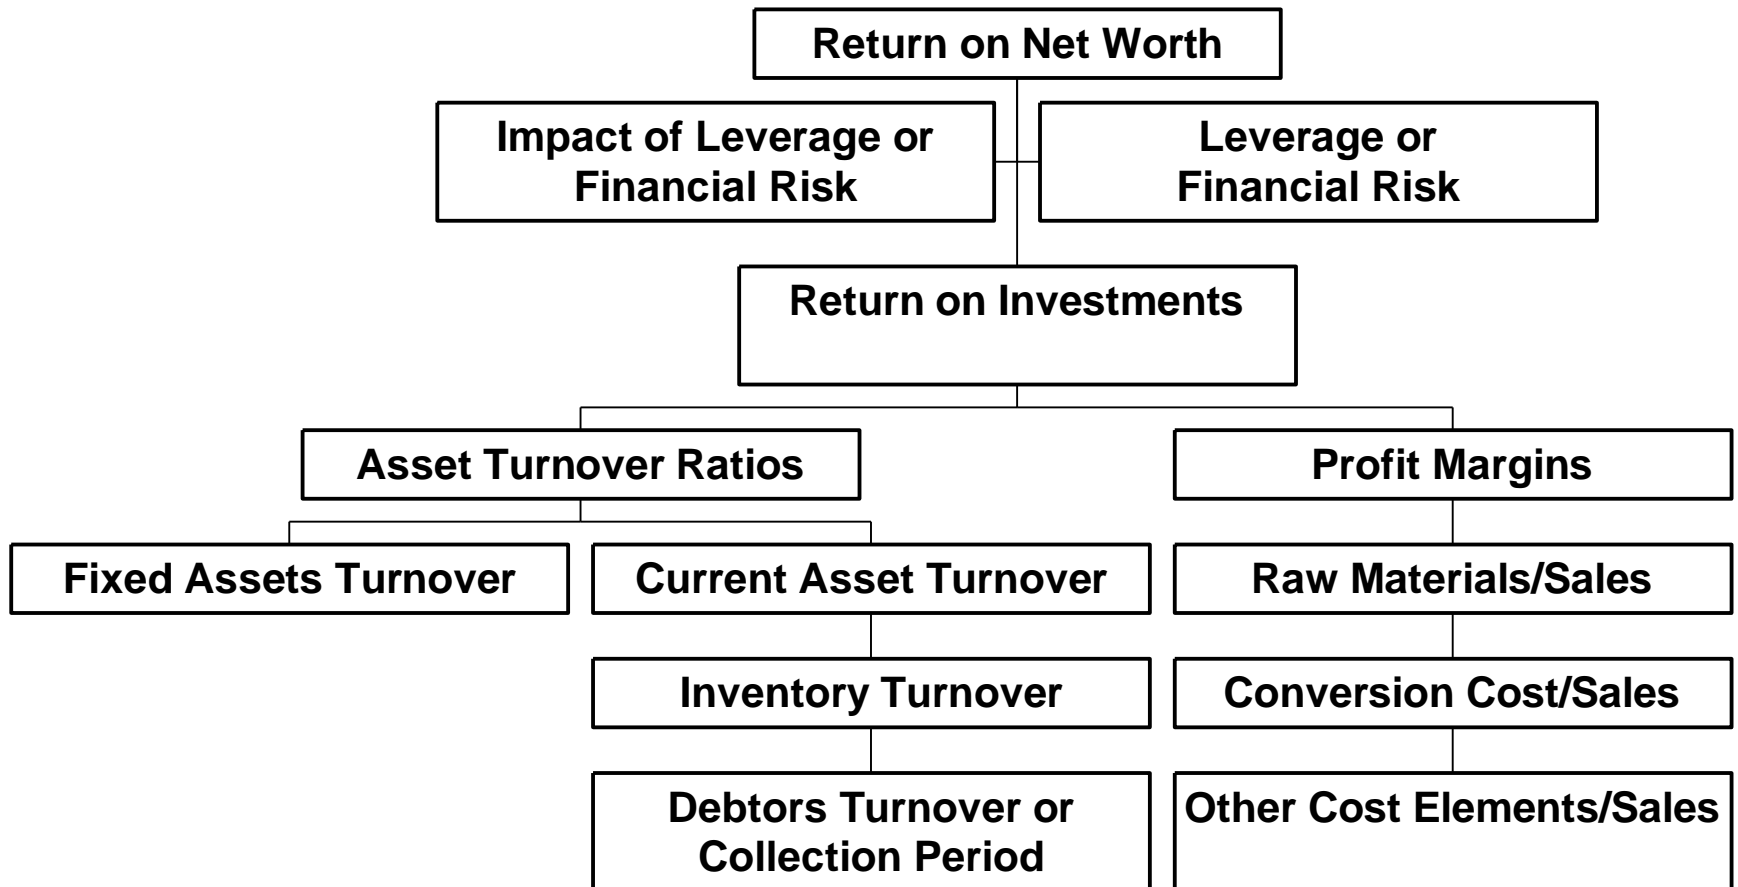 Return on Net Worth
Impact of Leverage or
Financial Risk
Leverage or
Financial Risk
Return on Investments
Asset Turnover Ratios
Profit Margins
Fixed Assets Turnover
Current Asset Turnover
Raw Materials/Sales
Inventory Turnover
Conversion Cost/Sales
Debtors Turnover or
Collection Period
Other Cost Elements/Sales